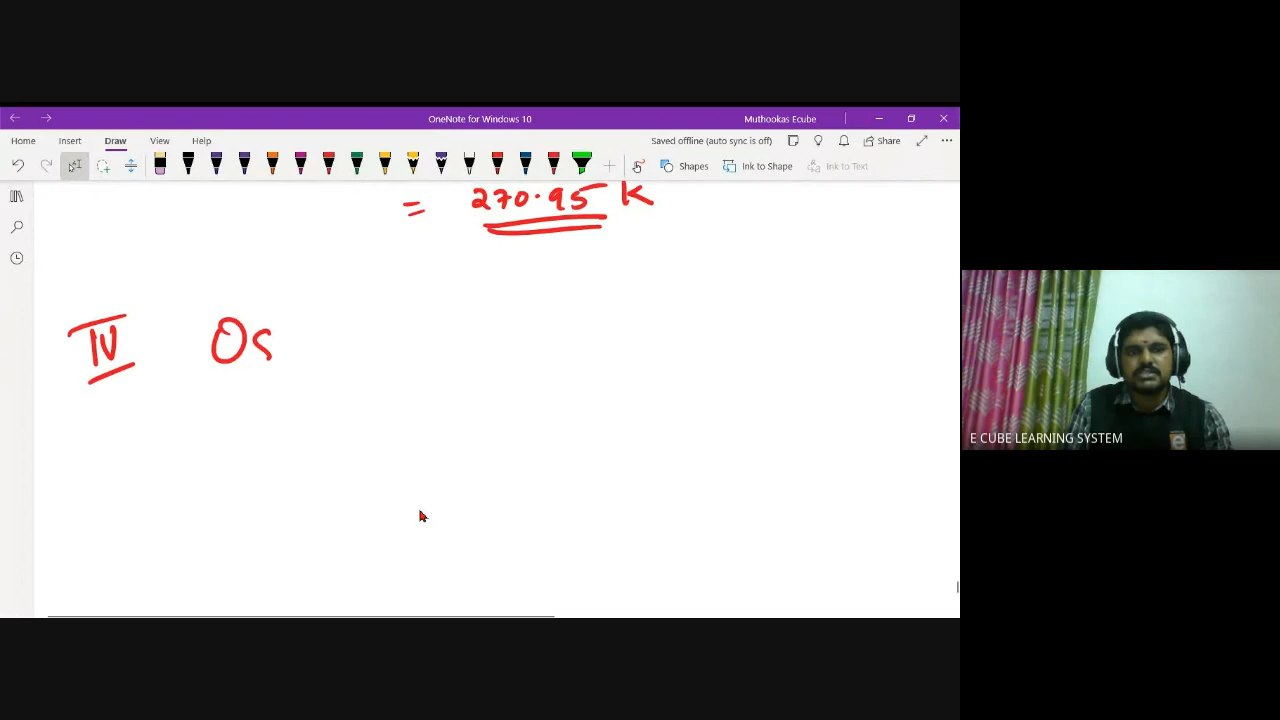 OneNote for Windows 10
Muthookas Ecube
Home Insert Draw View Help
Saved offline (auto sync is off)
Share
Shapes
Ink to Shape
Ink to Text
= 270.95 K
IV Os
E CUBE LEARNING SYSTEM